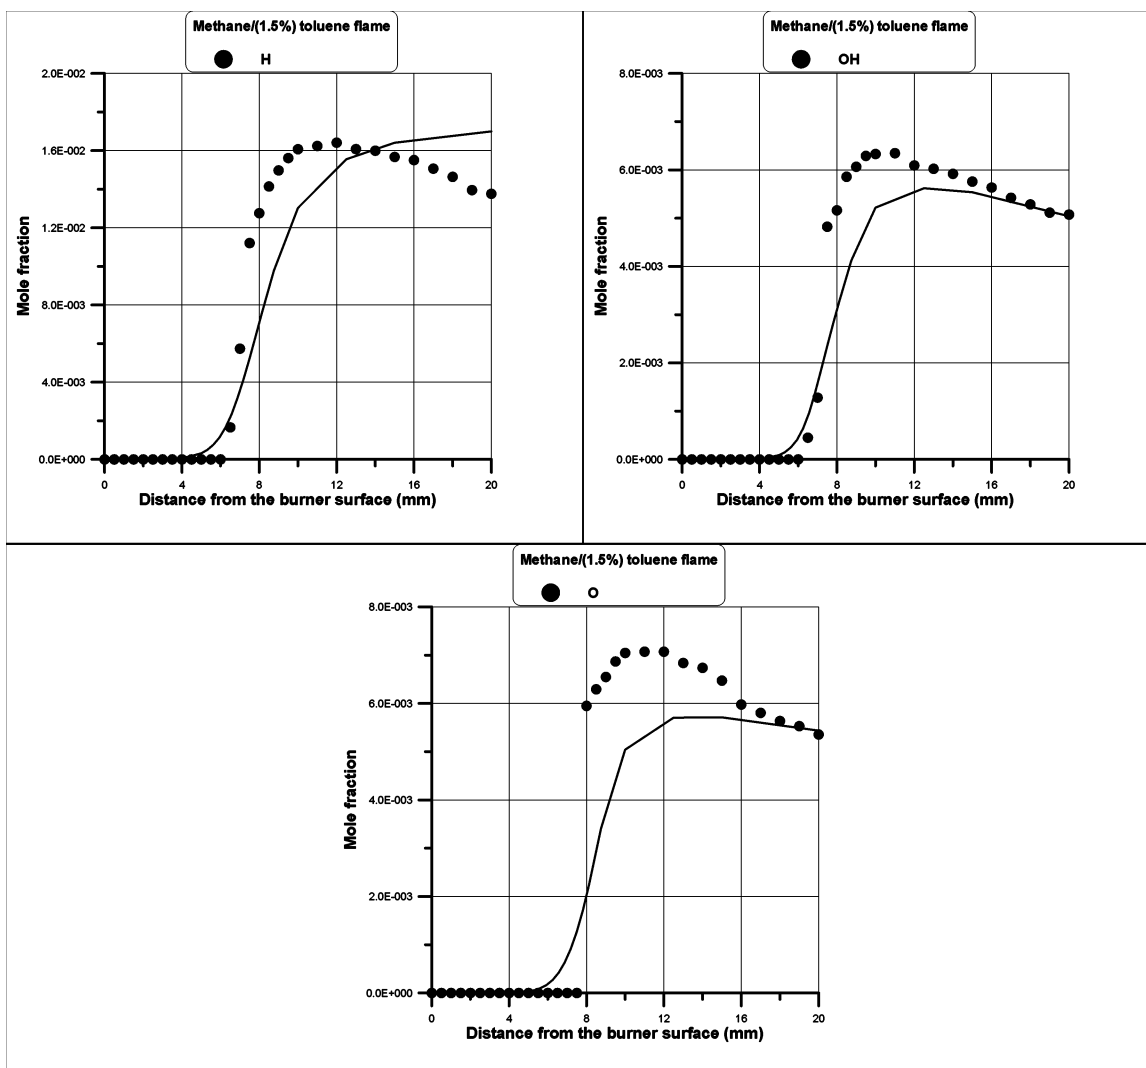 Methane/(1.5%) toluene flame
H
2.0E-002
1.6E-002
1.2E-002
8.0E-003
4.0E-003
0.0E+000
Mole fraction
0 4 8 12 16 20
Distance from the burner surface (mm)
Methane/(1.5%) toluene flame
OH
8.0E-003
6.0E-003
4.0E-003
2.0E-003
0.0E+000
Mole fraction
0 4 8 12 16 20
Distance from the burner surface (mm)
Methane/(1.5%) toluene flame
O
8.0E-003
6.0E-003
4.0E-003
2.0E-003
0.0E+000
Mole fraction
0 4 8 12 16 20
Distance from the burner surface (mm)